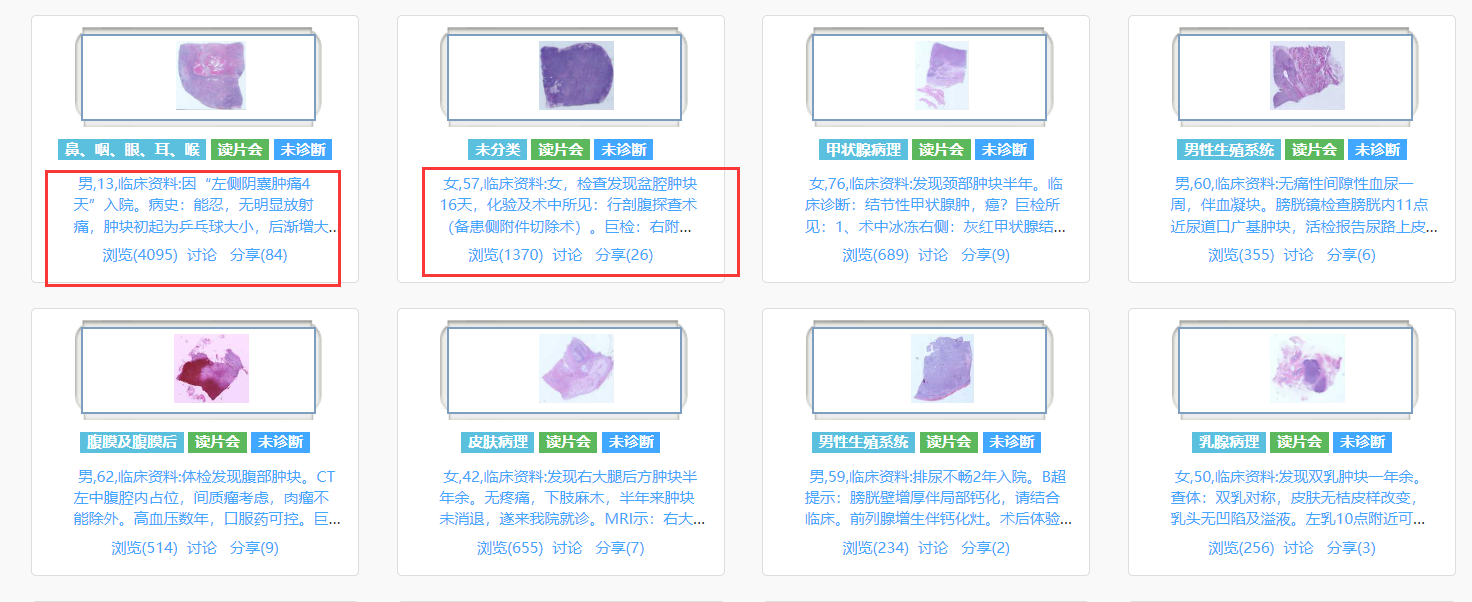 鼻、咽、眼、耳、喉 读片会 未诊断
男,13,临床资料:因“左侧阴囊肿痛4
天”入院。病史：能忍，无明显放射
痛，肿块初起为乒乓球大小，后渐增大...
浏览(4095) 讨论 分享(84)
未分类 读片会 未诊断
女,57,临床资料:女，检查发现盆腔肿块
16天，化验及术中所见：行剖腹探查术
（备患侧附件切除术）。巨检：右附...
浏览(1370) 讨论 分享(26)
甲状腺病理 读片会 未诊断
女,76,临床资料:发现颈部肿块半年。临
床诊断：结节性甲状腺肿，癌？巨检所
见：1、术中冰冻右侧：灰红甲状腺结...
浏览(689) 讨论 分享(9)
男性生殖系统 读片会 未诊断
男,60,临床资料:无痛性间隙性血尿一
周，伴血凝块。膀胱镜检查膀胱内11点
近尿道口广基肿块，活检报告尿路上皮...
浏览(355) 讨论 分享(6)
腹膜及腹膜后 读片会 未诊断
男,62,临床资料:体检发现腹部肿块。CT
左中腹腔内占位，间质瘤考虑，肉瘤不
能除外。高血压数年，口服药可控。巨...
浏览(514) 讨论 分享(9)
皮肤病理 读片会 未诊断
女,42,临床资料:发现右大腿后方肿块半
年余。无疼痛，下肢麻木，半年来肿块
未消退，遂来我院就诊。MRI示：右大...
浏览(655) 讨论 分享(7)
男性生殖系统 读片会 未诊断
男,59,临床资料:排尿不畅2年入院。B超
提示：膀胱壁增厚伴局部钙化，请结合
临床。前列腺增生伴钙化灶。术后体验...
浏览(234) 讨论 分享(2)
乳腺病理 读片会 未诊断
女,50,临床资料:发现双乳肿块一年余。
查体：双乳对称，皮肤无桔皮样改变，
乳头无凹陷及溢液。左乳10点附近可...
浏览(256) 讨论 分享(3)